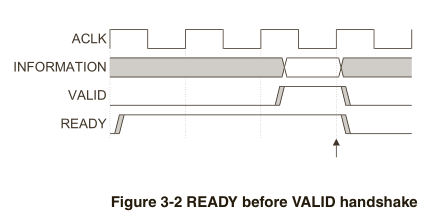 ACLK
INFORMATION
VALID
READY
Figure 3-2 READY before VALID handshake